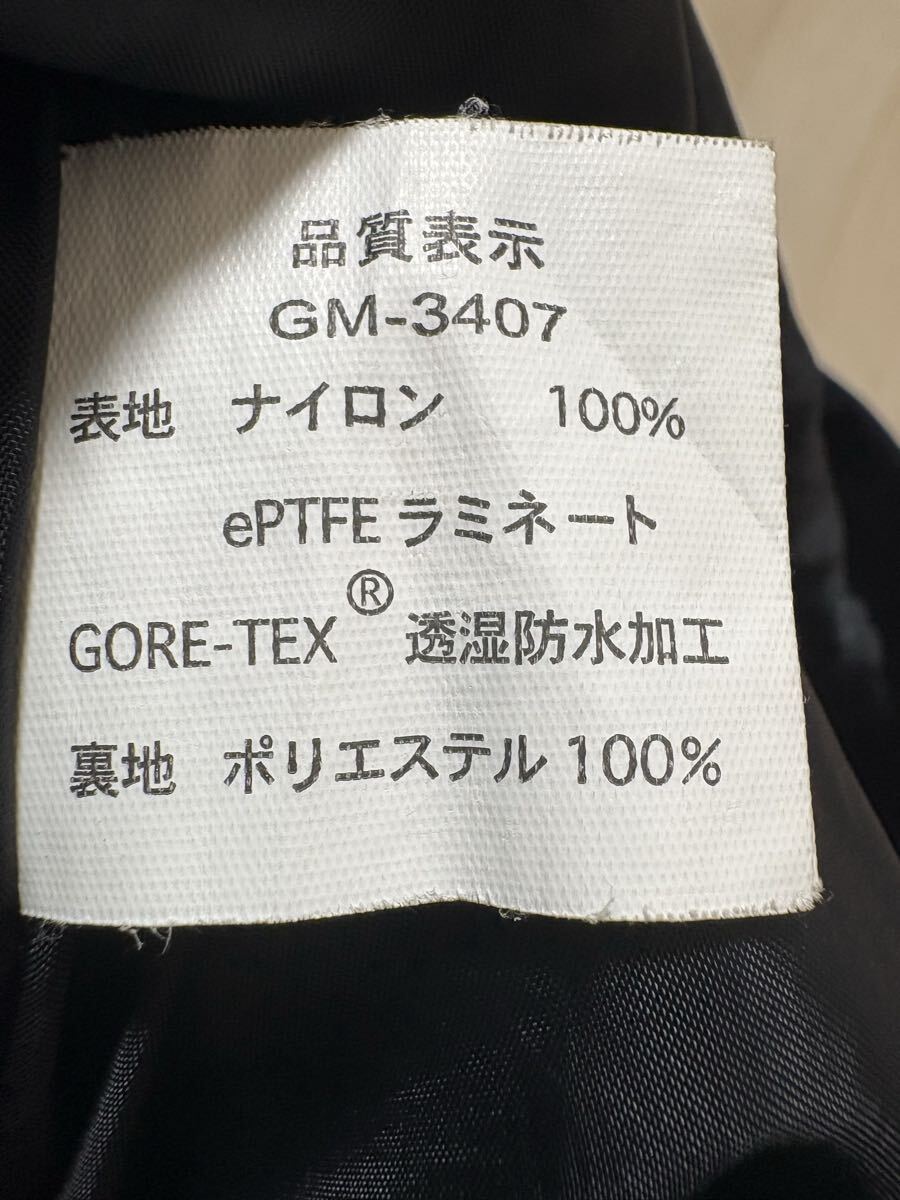 品質表示
GM-3407
表地 ナイロン 100%
ePTFE ラミネート
GORE-TEX® 透湿防水加工
裏地 ポリエステル 100%